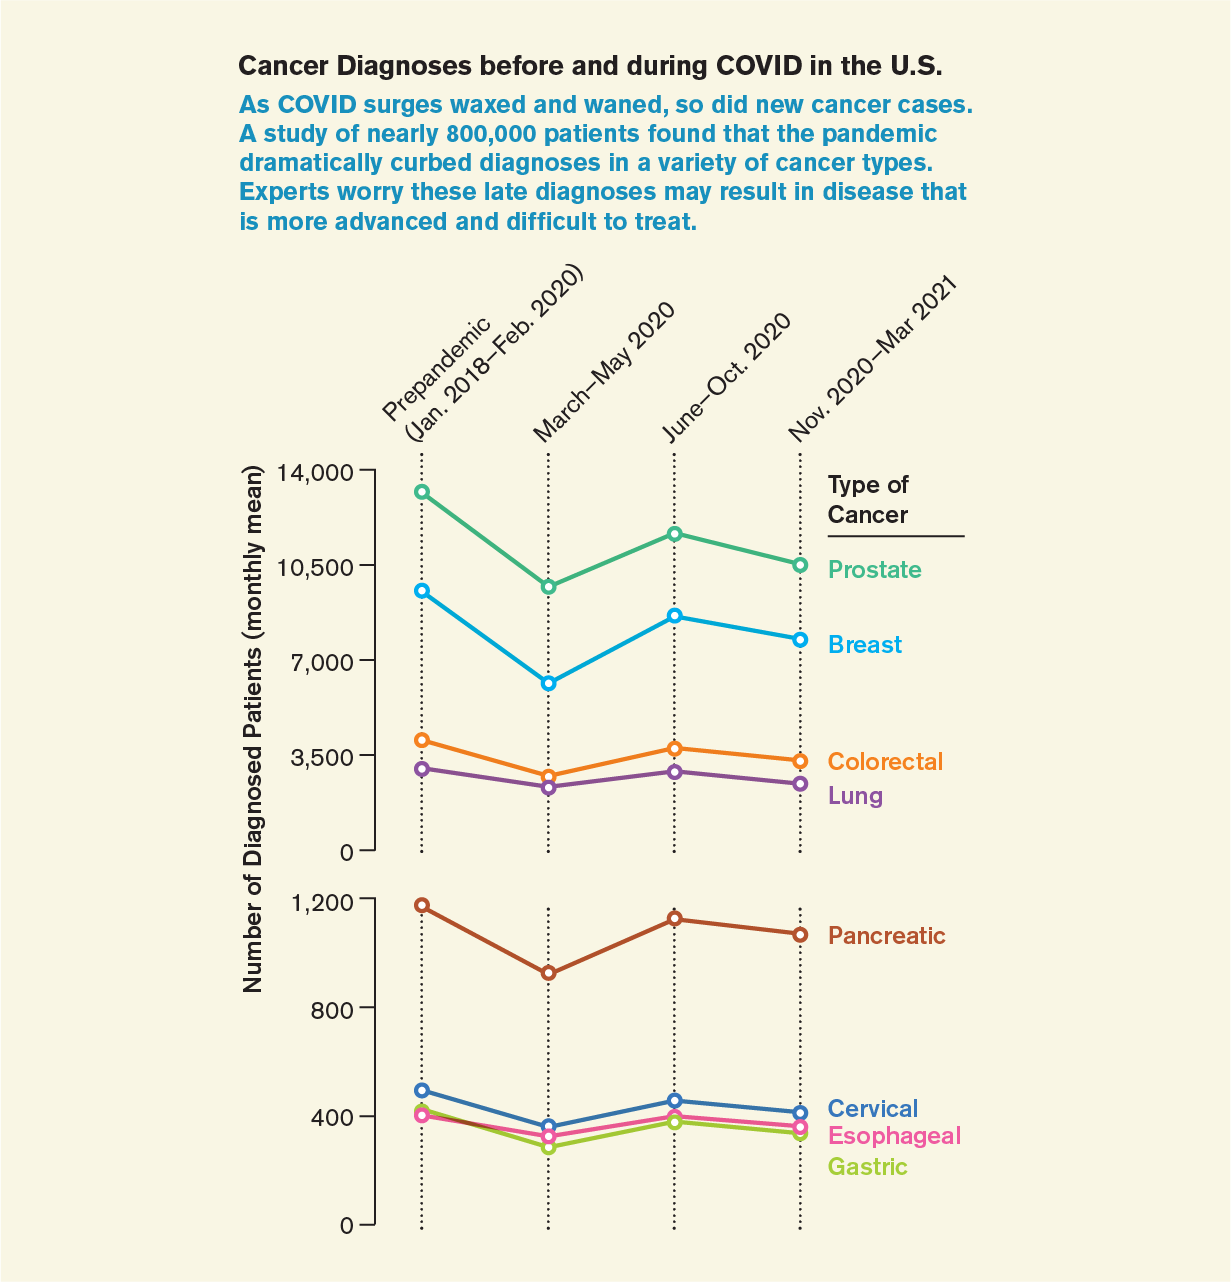 Cancer Diagnoses before and during COVID in the U.S.
As COVID surges waxed and waned, so did new cancer cases.
A study of nearly 800,000 patients found that the pandemic
dramatically curbed diagnoses in a variety of cancer types.
Experts worry these late diagnoses may result in disease that
is more advanced and difficult to treat.
Prepandemic
(Jan. 2018–Feb. 2020)
March–May 2020
June–Oct. 2020
Nov. 2020–Mar 2021
Number of Diagnosed Patients (monthly mean)
14,000
10,500
7,000
3,500
0
Type of
Cancer
Prostate
Breast
Colorectal
Lung
1,200
800
400
0
Pancreatic
Cervical
Esophageal
Gastric